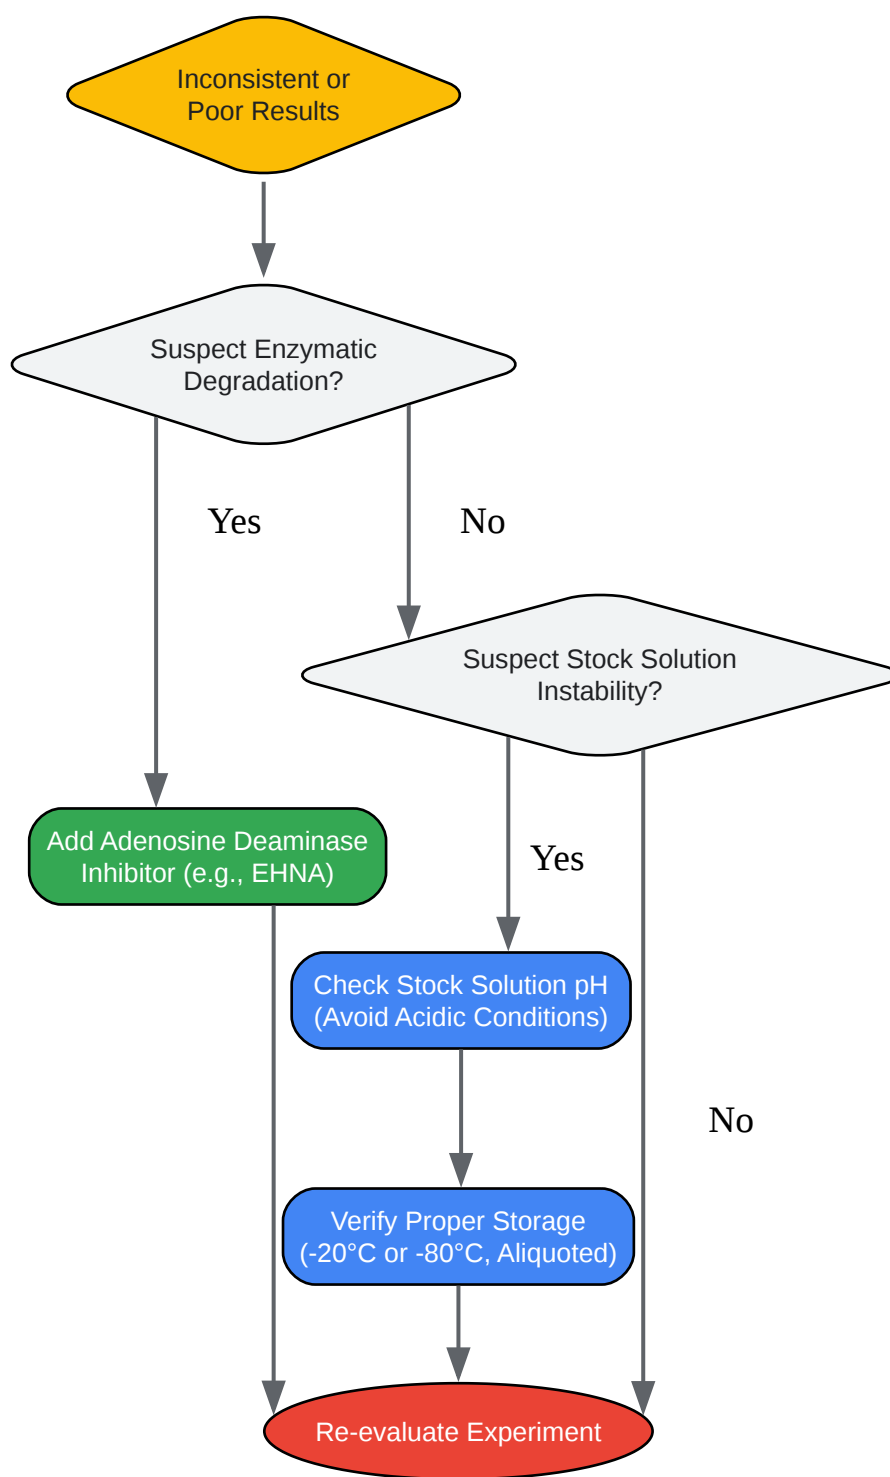 Inconsistent or
Poor Results
Suspect Enzymatic
Degradation?
Yes
No
Suspect Stock Solution
Instability?
Add Adenosine Deaminase
Inhibitor (e.g., EHNA)
Yes
Check Stock Solution pH
(Avoid Acidic Conditions)
No
Verify Proper Storage
(-20°C or -80°C, Aliquoted)
Re-evaluate Experiment